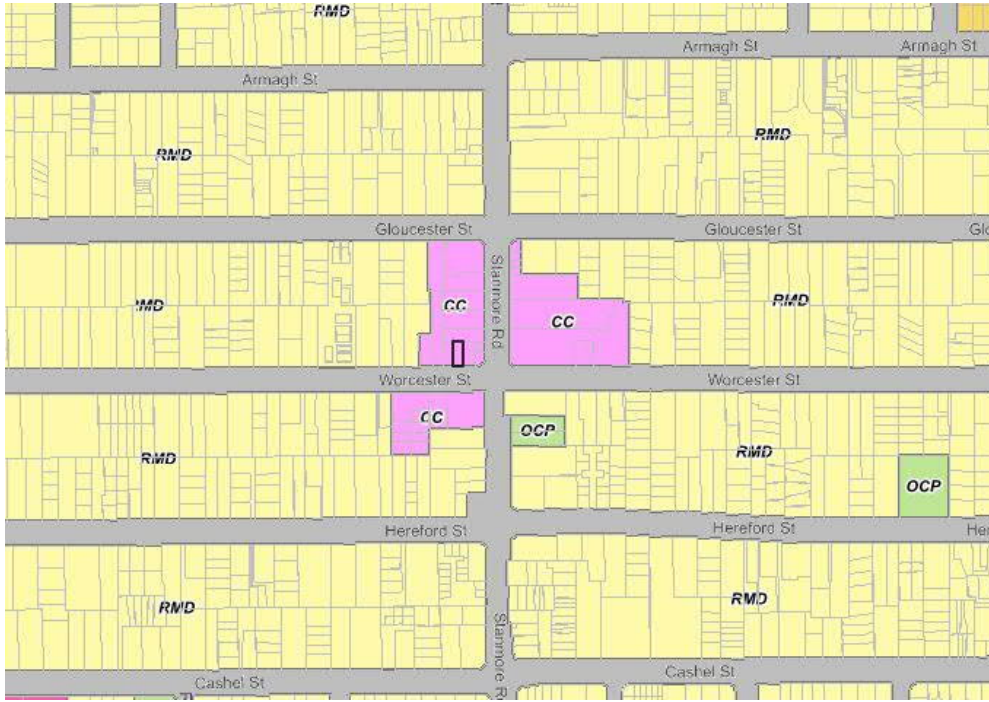 RMD
Armagh St
Armagh St
Armagh St
RMD
RMD
Gloucester St
Gloucester St
Glo
RMD
CC
Stanmore Rd
CC
RMD
Worcester St
Worcester St
CC
OCP
RMD
RMD
OCP
Hereford St
Hereford St
Her
RMD
RMD
Stanmore Rd
Cashel St
Cashel St